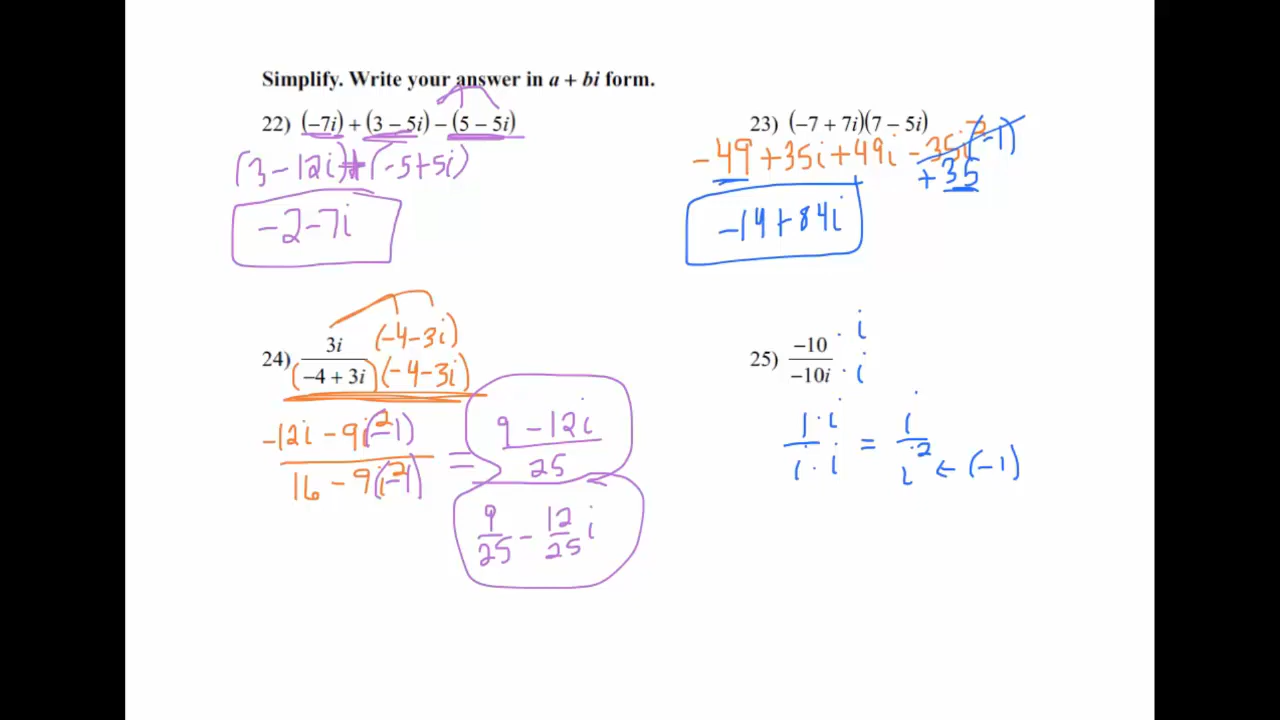 Simplify. Write your answer in a + bi form.
22) (−7i) + (3 − 5i) − (5 − 5i)
(3 − 12i) + (−5 + 5i)
−2 − 7i
23) (−7 + 7i)(7 − 5i)
−49 + 35i + 49i − 35i² (−1)
+35
−14 + 84i
24) 3i (−4 − 3i)
(−4 + 3i) (−4 − 3i)
−12i − 9i² (−1)
16 − 9i² (−1)
=
9 − 12i
25
9/25 − 12/25 i
25) −10 · i
−10i · i
1 · i
i · i
=
i
i² ← (−1)